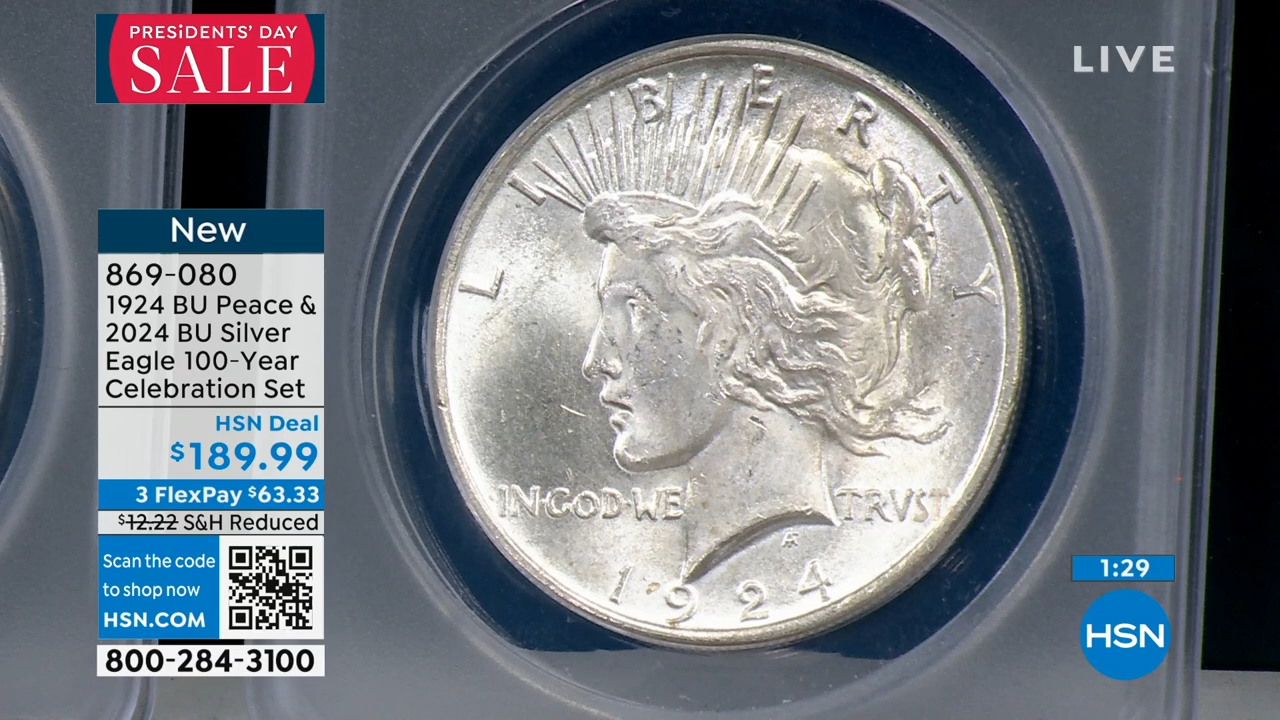 PRESiDENTS' DAY
SALE
LIVE
New
869-080
1924 BU Peace &
2024 BU Silver
Eagle 100-Year
Celebration Set
HSN Deal
$189.99
3 FlexPay $63.33
$12.22 S&H Reduced
Scan the code
to shop now
HSN.COM
800-284-3100
LIBERTY
IN·GOD·WE TRVST
1924
1:29
HSN